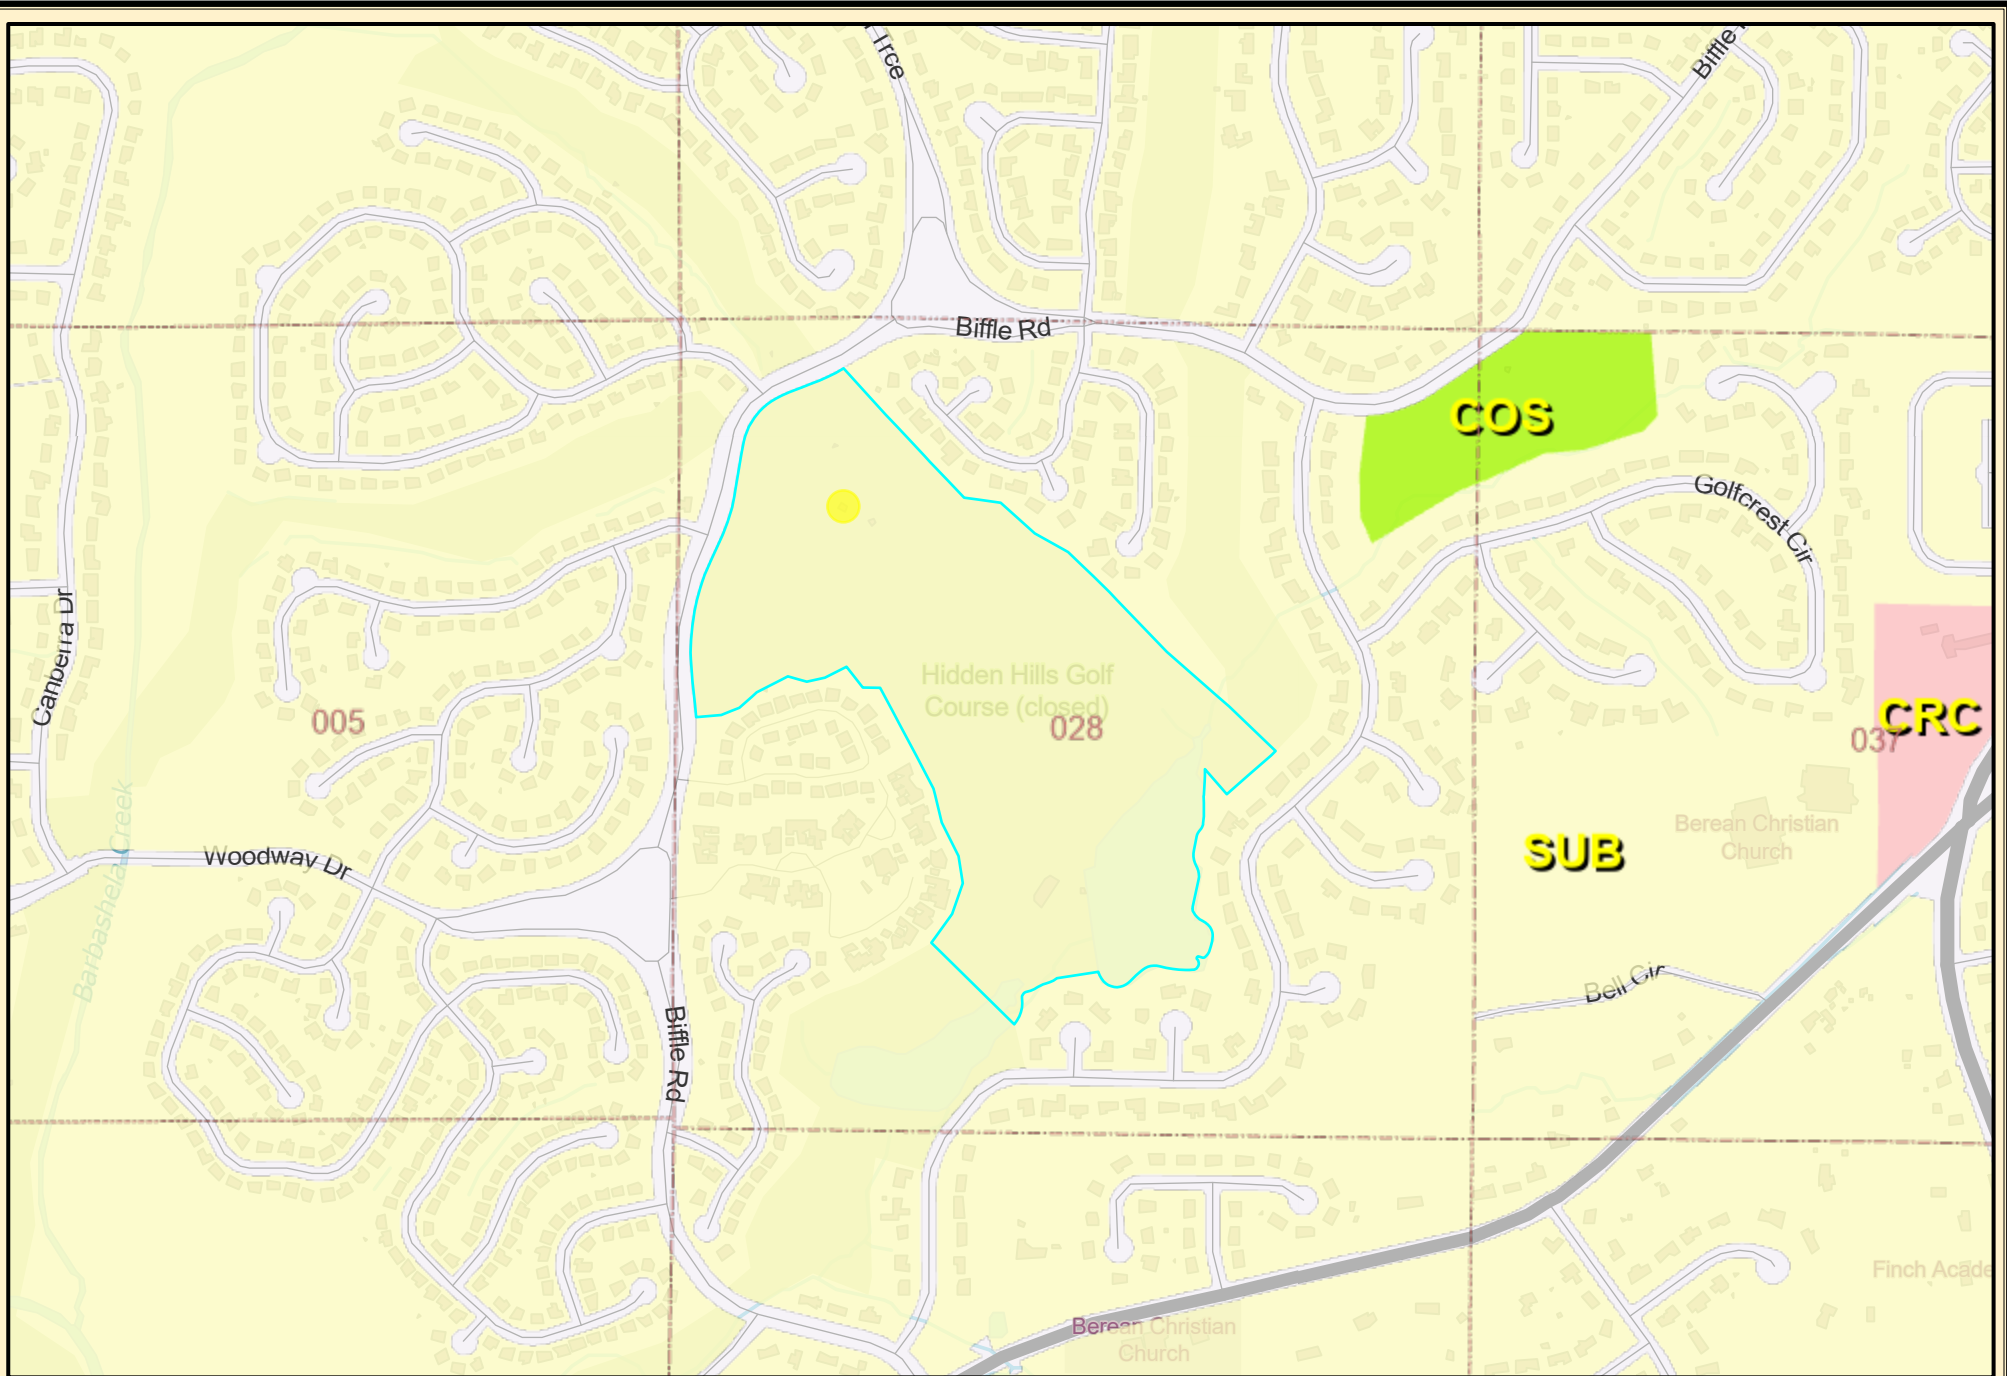 Trce
Biffle
Biffle Rd
COS
Golfcrest Cir
Canberra Dr
Hidden Hills Golf
Course (closed)
005
028
CRC
037
Barbashela Creek
Woodway Dr
SUB
Berean Christian
Church
Bell Cir
Biffle Rd
Finch Acade
Berean Christian
Church